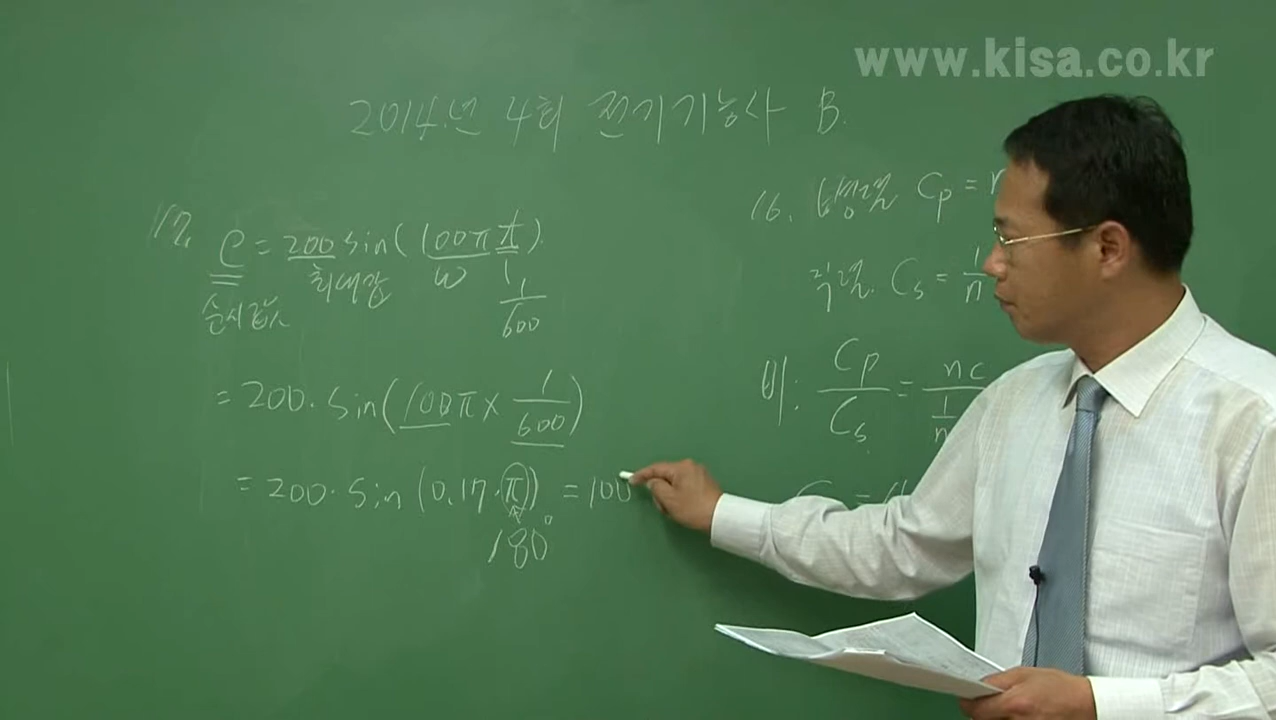 www.kisa.co.kr
2014년 4회 전기기능사 B.
17. e = 200 sin(100π t).
순시값 최대값 w 1/600
= 200. sin(100π × 1/600)
= 200. sin(0.17.π) = 100
180°
16. 병렬 Cp =
직렬. Cs = 1/n
비: Cp/Cs = nc/